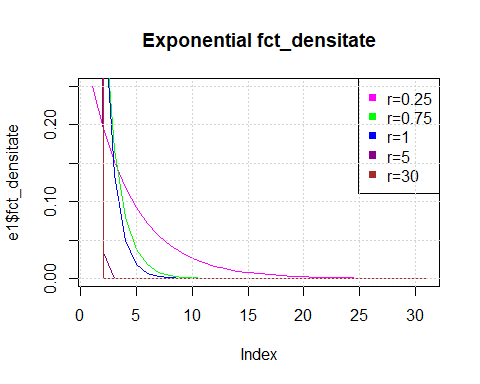 Exponential fct_densitate
r=0.25
r=0.75
r=1
r=5
r=30
e1$fct_densitate
0.20
0.10
0.00
0 5 10 15 20 25 30
Index